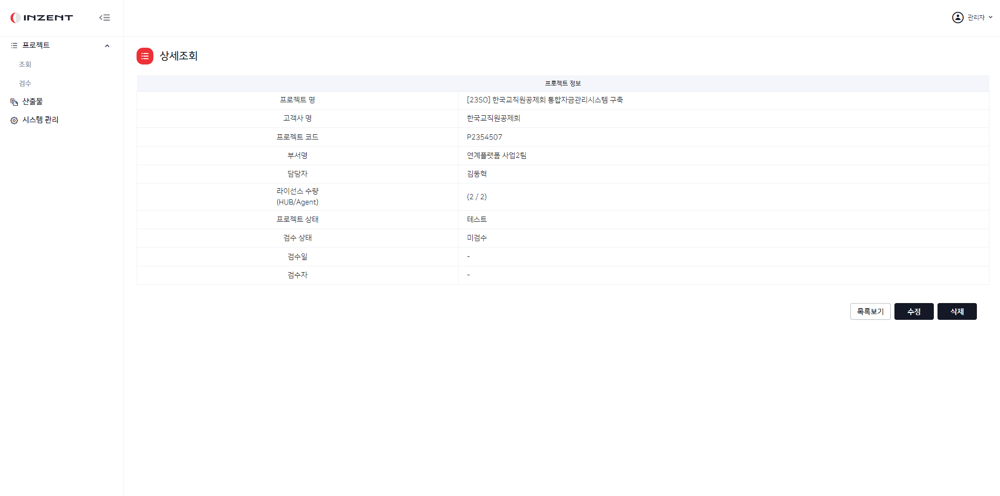 INZENT
관리자
프로젝트
조회
검수
산출물
시스템 관리
상세조회
프로젝트 정보
프로젝트 명 [23SO] 한국교직원공제회 통합자금관리시스템 구축
고객사 명 한국교직원공제회
프로젝트 코드 P2354507
부서명 연계플랫폼 사업2팀
담당자 김동혁
라이선스 수량
(HUB/Agent) (2 / 2)
프로젝트 상태 테스트
검수 상태 미검수
검수일 -
검수자 -
목록보기 수정 삭제